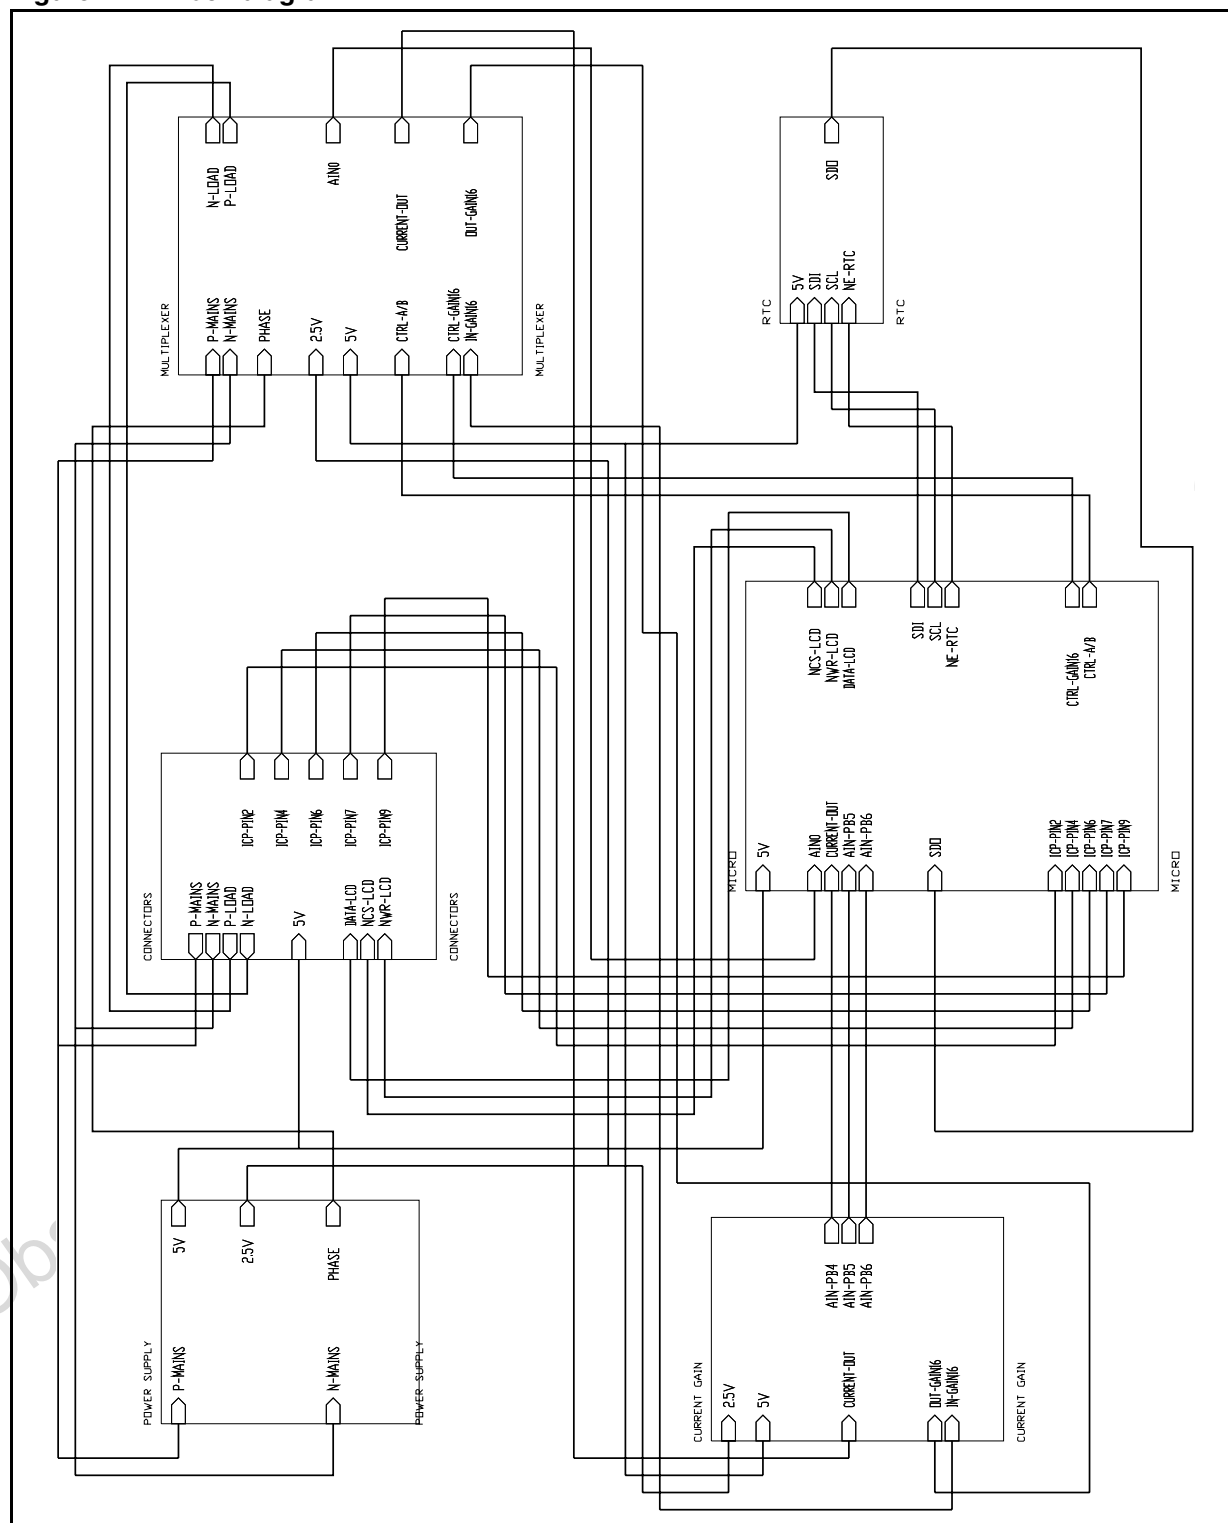 N-LOAD
P-LOAD
AIN0
CURRENT-OUT
OUT-GAIN16
P-MAINS
N-MAINS
PHASE
2.5V
5V
CTRL-A/B
CTRL-GAIN16
IN-GAIN16
MULTIPLEXER
MULTIPLEXER
SDO
5V
SDI
SCL
NE-RTC
RTC
RTC
NCS-LCD
NWR-LCD
DATA-LCD
SDI
SCL
NE-RTC
CTRL-GAIN16
CTRL-A/B
5V
AIN0
CURRENT-OUT
AIN-PB5
AIN-PB6
SDO
ICP-PIN2
ICP-PIN4
ICP-PIN6
ICP-PIN7
ICP-PIN9
MICRO
MICRO
ICP-PIN2
ICP-PIN4
ICP-PIN6
ICP-PIN7
ICP-PIN9
P-MAINS
N-MAINS
P-LOAD
N-LOAD
5V
DATA-LCD
NCS-LCD
NWR-LCD
CONNECTORS
CONNECTORS
5V
2.5V
PHASE
P-MAINS
N-MAINS
POWER SUPPLY
POWER SUPPLY
AIN-PB4
AIN-PB5
AIN-PB6
2.5V
5V
CURRENT-OUT
OUT-GAIN16
IN-GAIN16
CURRENT GAIN
CURRENT GAIN